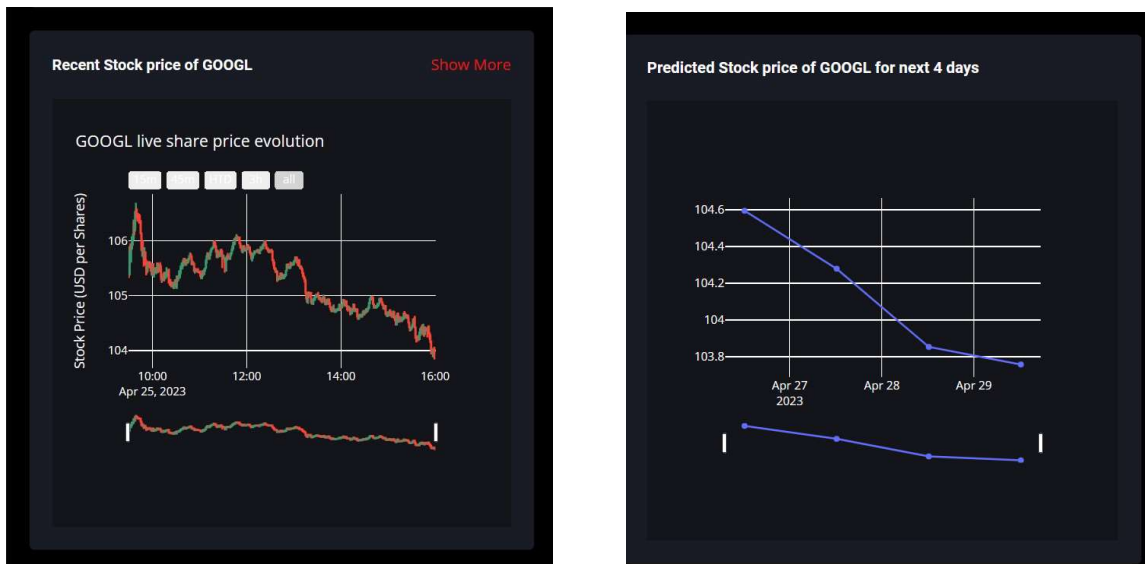 Recent Stock price of GOOGL
Show More
GOOGL live share price evolution
all
Stock Price (USD per Shares)
106
105
104
10:00
12:00
14:00
16:00
Apr 25, 2023
Predicted Stock price of GOOGL for next 4 days
104.6
104.4
104.2
104
103.8
Apr 27
Apr 28
Apr 29
2023